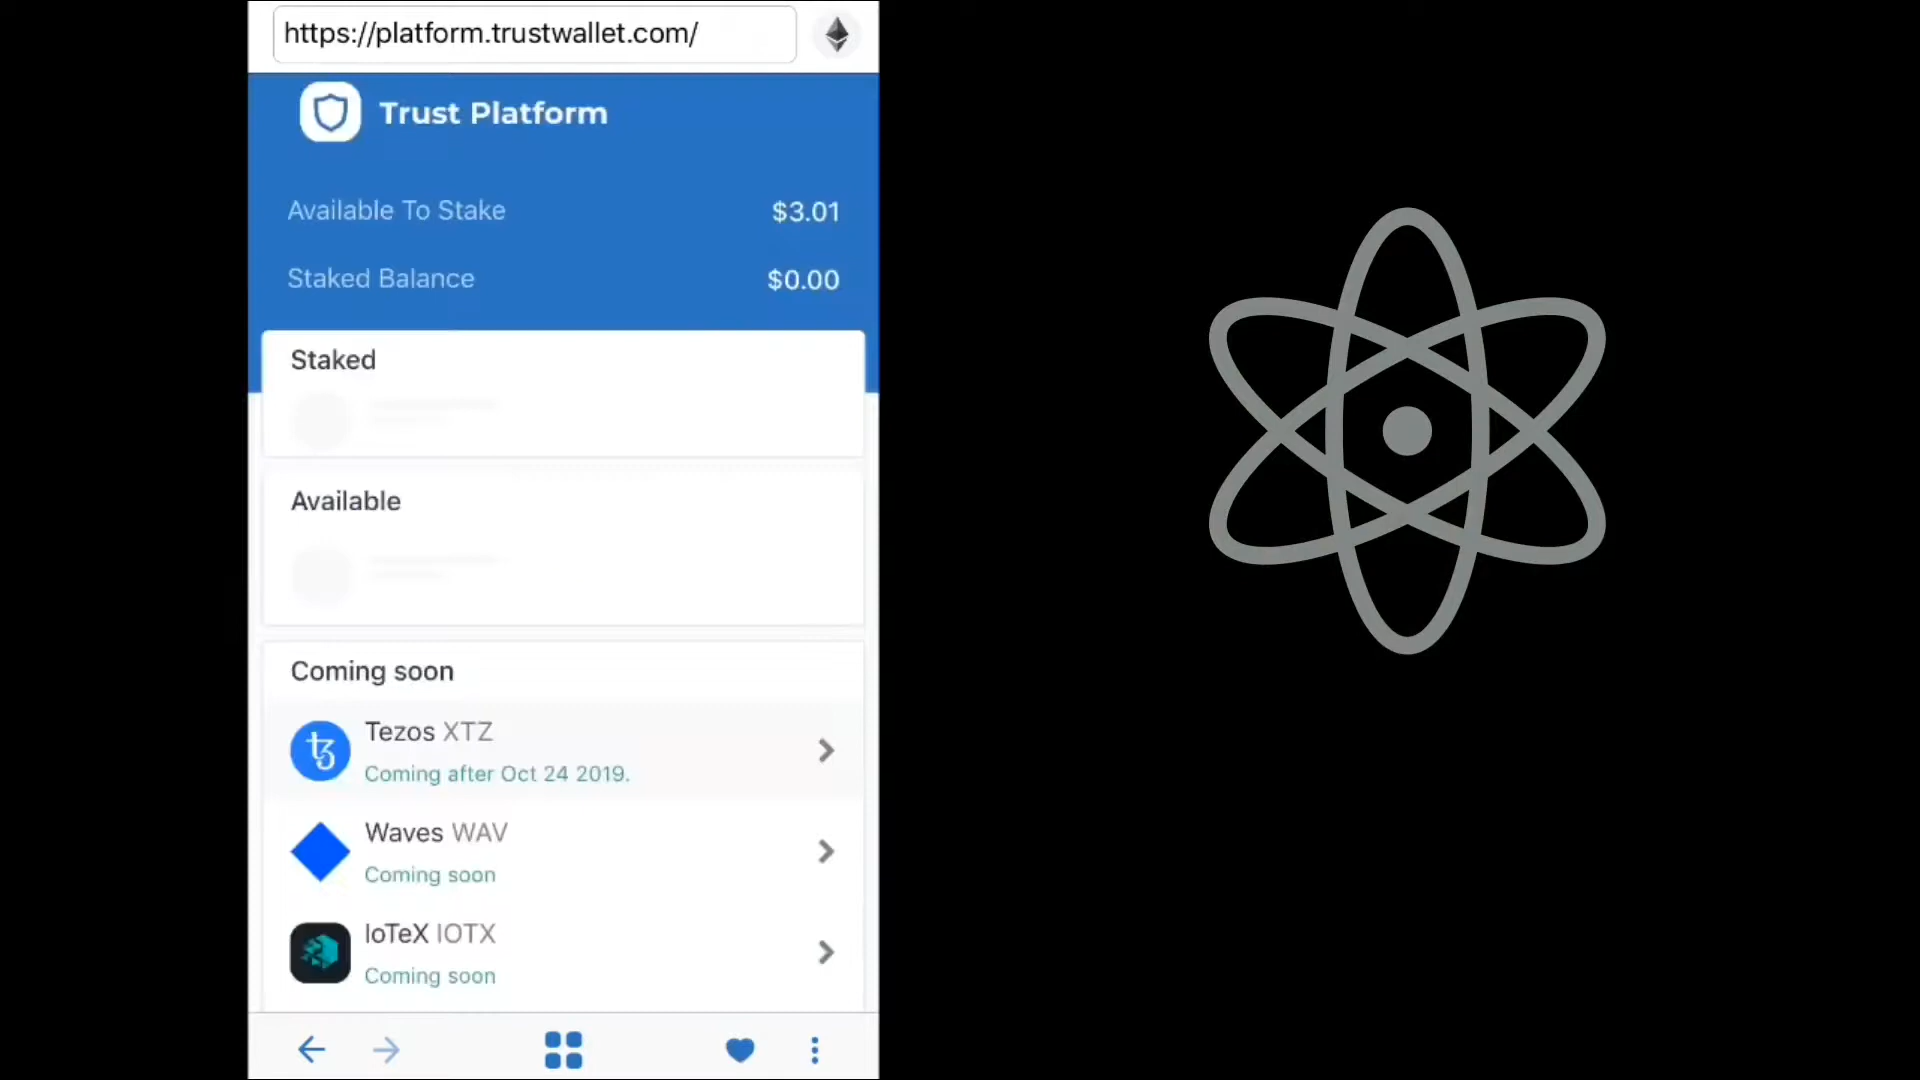 https://platform.trustwallet.com/
Trust Platform
Available To Stake $3.01
Staked Balance $0.00
Staked
Available
Coming soon
Tezos XTZ
Coming after Oct 24 2019.
Waves WAV
Coming soon
IoTeX IOTX
Coming soon